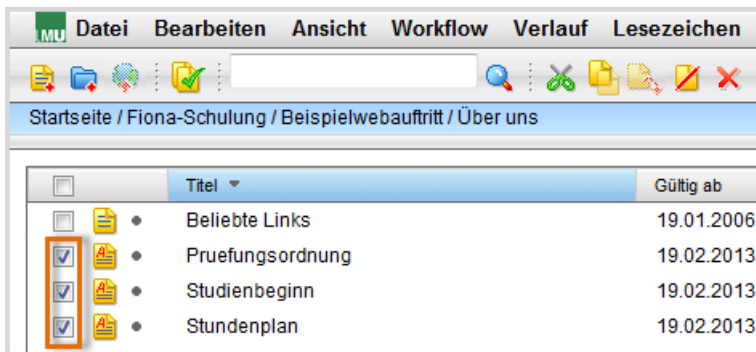 LMU Datei Bearbeiten Ansicht Workflow Verlauf Lesezeichen
Startseite / Fiona-Schulung / Beispielwebauftritt / Über uns
Titel Gültig ab
Beliebte Links 19.01.2006
Pruefungsordnung 19.02.2013
Studienbeginn 19.02.2013
Stundenplan 19.02.2013